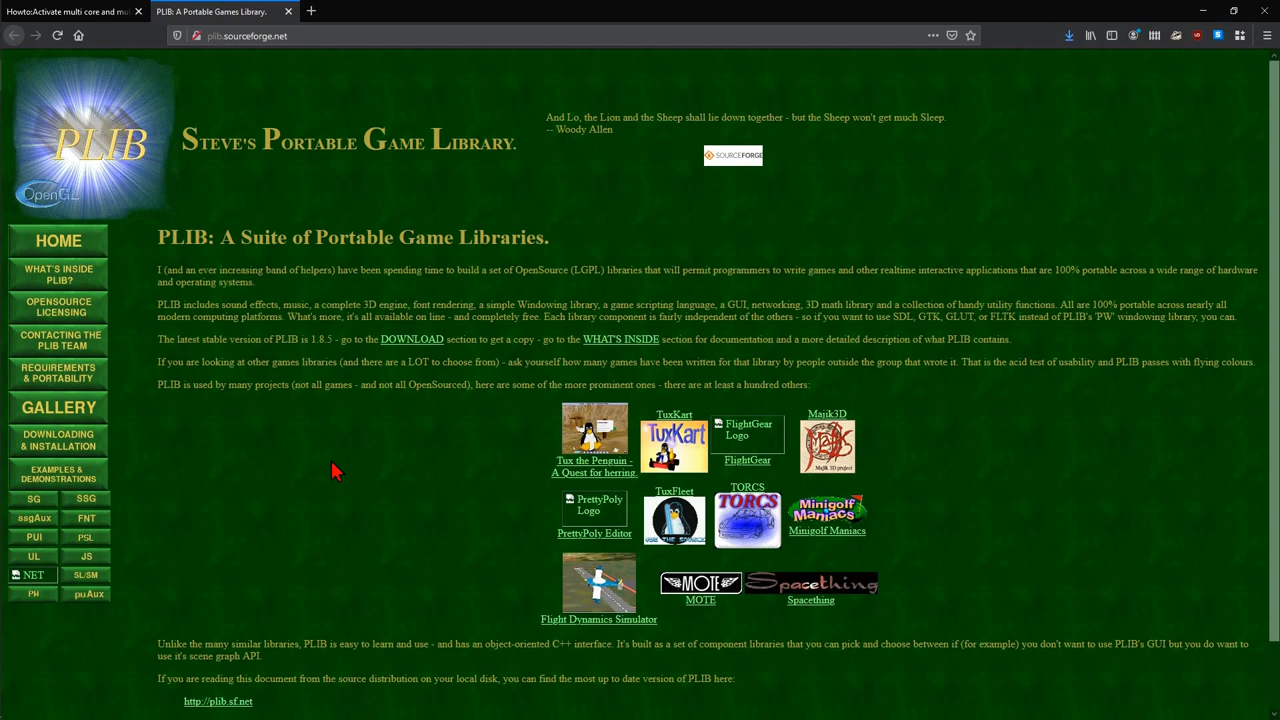 Howto:Activate multi core and mul
PLIB: A Portable Games Library.
plib.sourceforge.net
PLIB
OpenGL
STEVE'S PORTABLE GAME LIBRARY.
And Lo, the Lion and the Sheep shall lie down together - but the Sheep won't get much Sleep.
-- Woody Allen
SOURCEFORGE
HOME
WHAT'S INSIDE
PLIB?
OPENSOURCE
LICENSING
CONTACTING THE
PLIB TEAM
REQUIREMENTS
& PORTABILITY
GALLERY
DOWNLOADING
& INSTALLATION
EXAMPLES &
DEMONSTRATIONS
SG SSG
ssgAux FNT
PUI PSL
UL JS
NET SL/SM
PW puAux
PLIB: A Suite of Portable Game Libraries.
I (and an ever increasing band of helpers) have been spending time to build a set of OpenSource (LGPL) libraries that will permit programmers to write games and other realtime interactive applications that are 100% portable across a wide range of hardware
and operating systems.
PLIB includes sound effects, music, a complete 3D engine, font rendering, a simple Windowing library, a game scripting language, a GUI, networking, 3D math library and a collection of handy utility functions. All are 100% portable across nearly all
modern computing platforms. What's more, it's all available on line - and completely free. Each library component is fairly independent of the others - so if you want to use SDL, GTK, GLUT, or FLTK instead of PLIB's 'PW' windowing library, you can.
The latest stable version of PLIB is 1.8.5 - go to the DOWNLOAD section to get a copy - go to the WHAT'S INSIDE section for documentation and a more detailed description of what PLIB contains.
If you are looking at other games libraries (and there are a LOT to choose from) - ask yourself how many games have been written for that library by people outside the group that wrote it. That is the acid test of usability and PLIB passes with flying colours.
PLIB is used by many projects (not all games - and not all OpenSourced), here are some of the more prominent ones - there are at least a hundred others:
Tux the Penguin -
A Quest for herring.
TuxKart
TuxKart
FlightGear
Logo
FlightGear
Majik3D
Majik 3D project
PrettyPoly
Logo
PrettyPoly Editor
TuxFleet
TORCS
TORCS
Minigolf
Maniacs
Minigolf Maniacs
Flight Dynamics Simulator
MOTE
MOTE
Spacething
Spacething
Unlike the many similar libraries, PLIB is easy to learn and use - and has an object-oriented C++ interface. It's built as a set of component libraries that you can pick and choose between if (for example) you don't want to use PLIB's GUI but you do want to
use it's scene graph API.
If you are reading this document from the source distribution on your local disk, you can find the most up to date version of PLIB here:
http://plib.sf.net